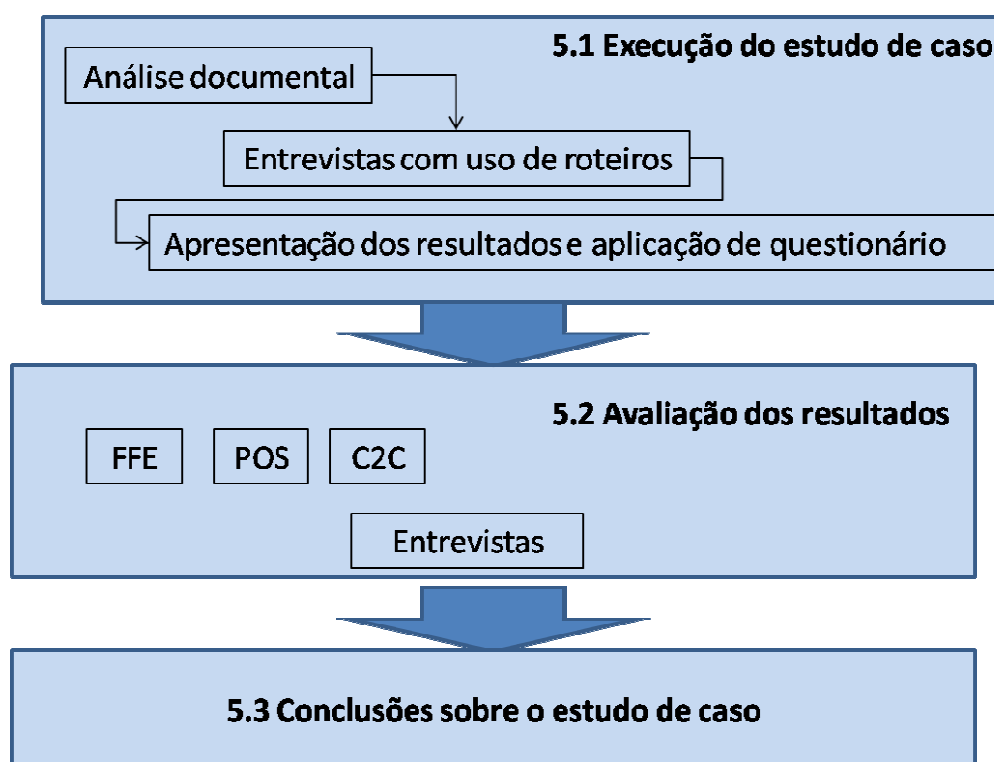 5.1 Execução do estudo de caso
Análise documental
Entrevistas com uso de roteiros
Apresentação dos resultados e aplicação de questionário
5.2 Avaliação dos resultados
FFE POS C2C
Entrevistas
5.3 Conclusões sobre o estudo de caso